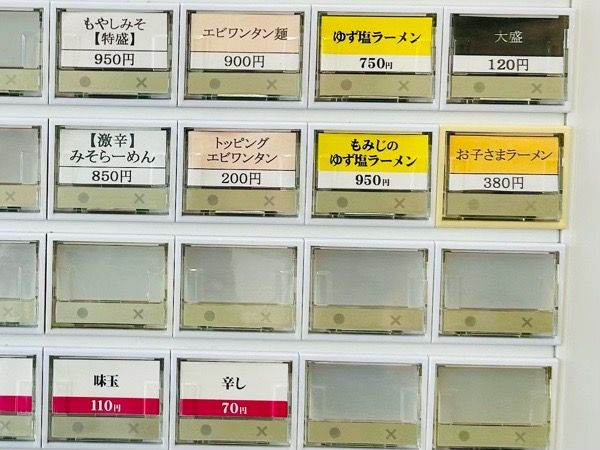 もやしみそ
【特盛】
950円
エビワンタン麺
900円
ゆず塩ラーメン
750円
大盛
120円
【激辛】
みそらーめん
850円
トッピング
エビワンタン
200円
もみじの
ゆず塩ラーメン
950円
お子さまラーメン
380円
味玉
110円
辛し
70円